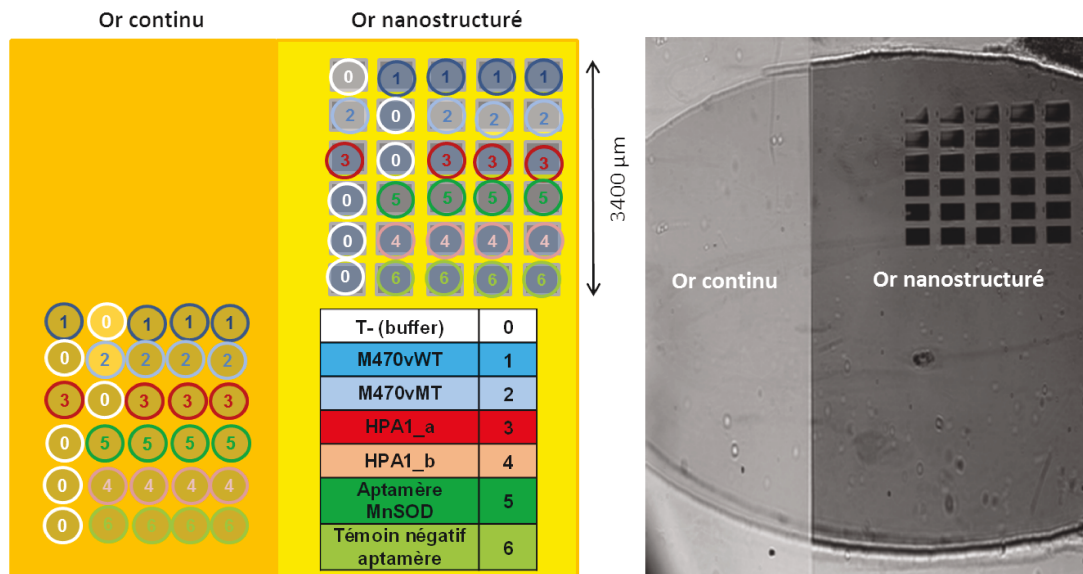 Or continu
Or nanostructuré
0 1 1 1 1
2 0 2 2 2
3 0 3 3 3
0 5 5 5 5
0 4 4 4 4
0 6 6 6 6
3400 µm
1 0 1 1 1
0 2 2 2 2
3 0 3 3 3
0 5 5 5 5
0 4 4 4 4
0 6 6 6 6
T- (buffer) 0
M470vWT 1
M470vMT 2
HPA1_a 3
HPA1_b 4
Aptamère
MnSOD 5
Témoin négatif
aptamère 6
Or continu
Or nanostructuré